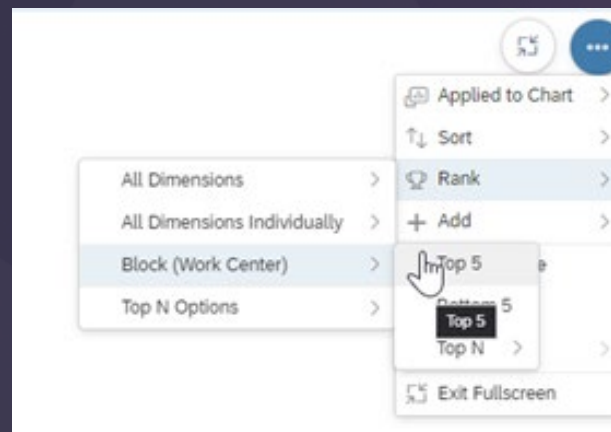 Applied to Chart
Sort
Rank
Add
All Dimensions
All Dimensions Individually
Block (Work Center)
Top N Options
Top 5
Bottom 5
Top 5
Top N
Exit Fullscreen